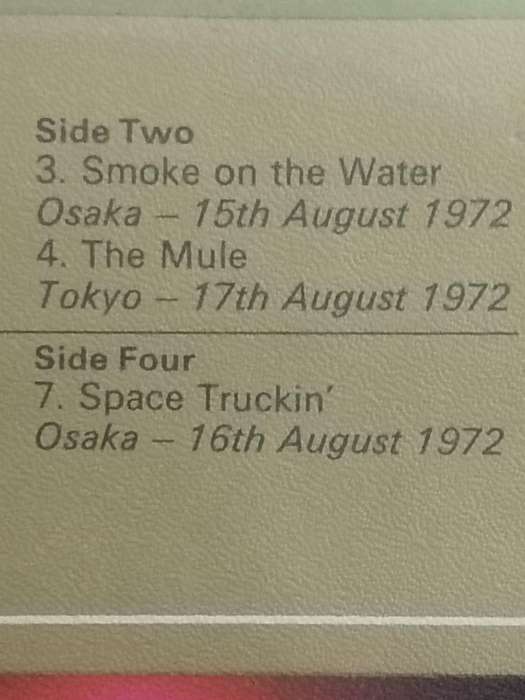 Side Two
3. Smoke on the Water
Osaka – 15th August 1972
4. The Mule
Tokyo – 17th August 1972
Side Four
7. Space Truckin'
Osaka – 16th August 1972